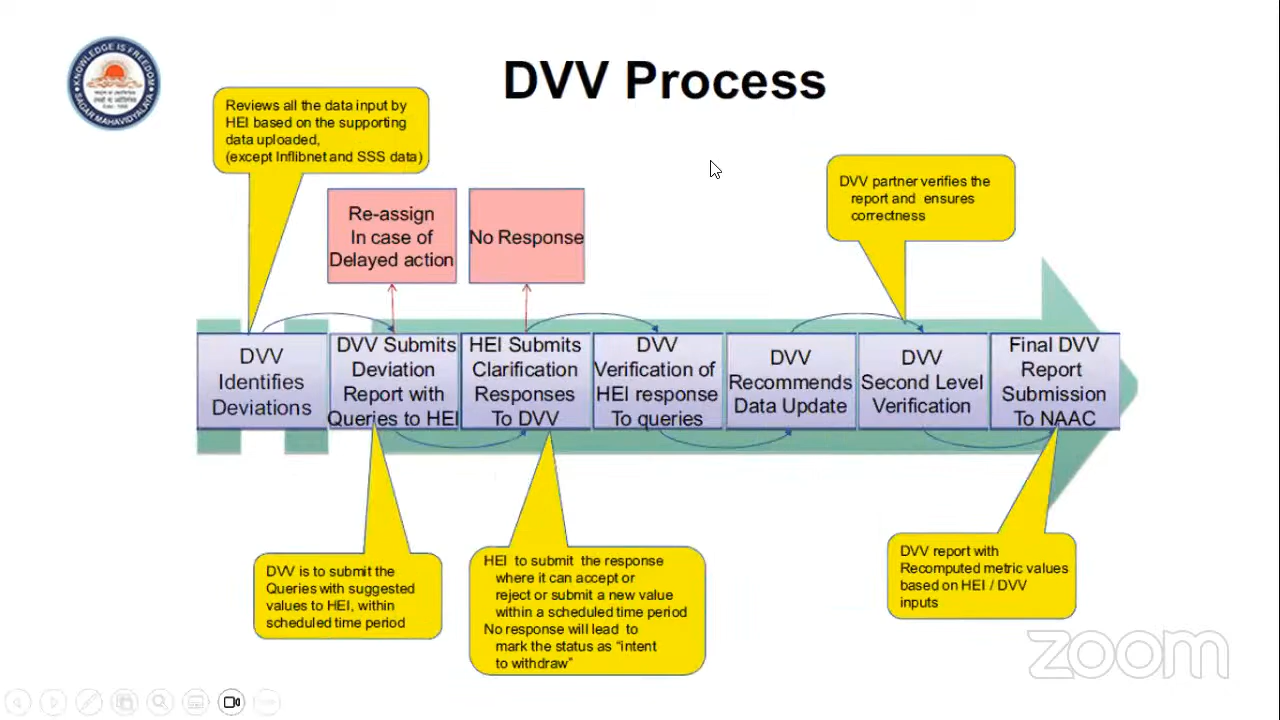 DVV Process
KNOWLEDGE IS FREEDOM
SAGAR MAHAVIDYALAYA
Reviews all the data input by
HEI based on the supporting
data uploaded,
(except Inflibnet and SSS data)
Re-assign
In case of
Delayed action
No Response
DVV partner verifies the
report and ensures
correctness
DVV
Identifies
Deviations
DVV Submits
Deviation
Report with
Queries to HEI
HEI Submits
Clarification
Responses
To DVV
DVV
Verification of
HEI response
To queries
DVV
Recommends
Data Update
DVV
Second Level
Verification
Final DVV
Report
Submission
To NAAC
DVV is to submit the
Queries with suggested
values to HEI, within
scheduled time period
HEI to submit the response
where it can accept or
reject or submit a new value
within a scheduled time period
No response will lead to
mark the status as “intent
to withdraw”
DVV report with
Recomputed metric values
based on HEI / DVV
inputs
zoom